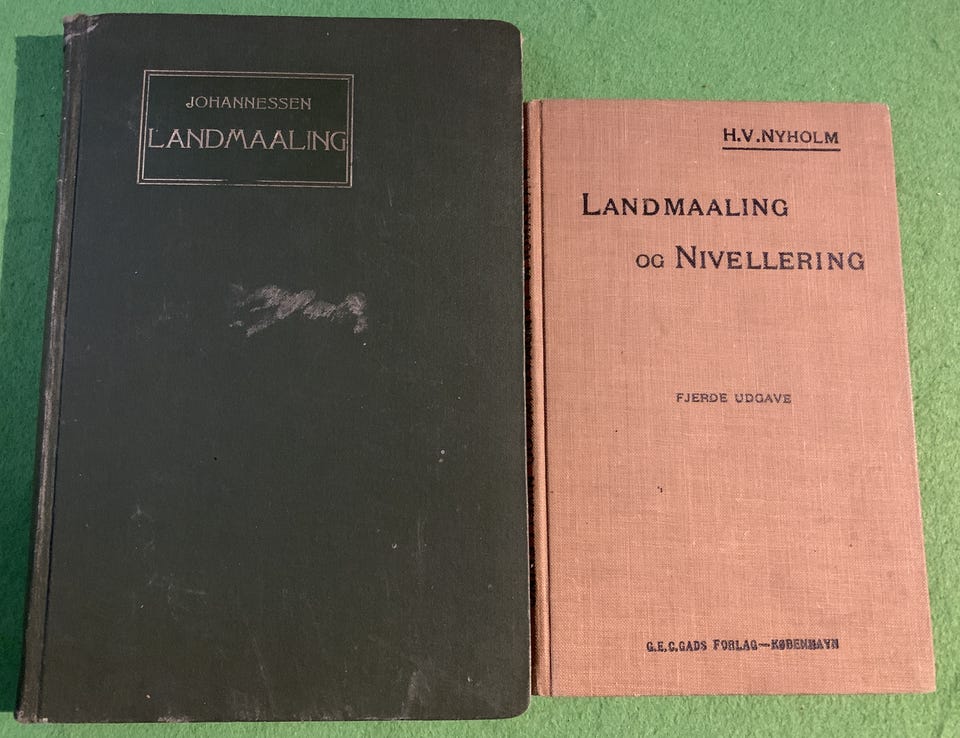 JOHANNESSEN
LANDMAALING
H.V. NYHOLM
LANDMAALING
OG NIVELLERING
FJERDE UDGAVE
G.E.C.GADS FORLAG—KØBENHAVN